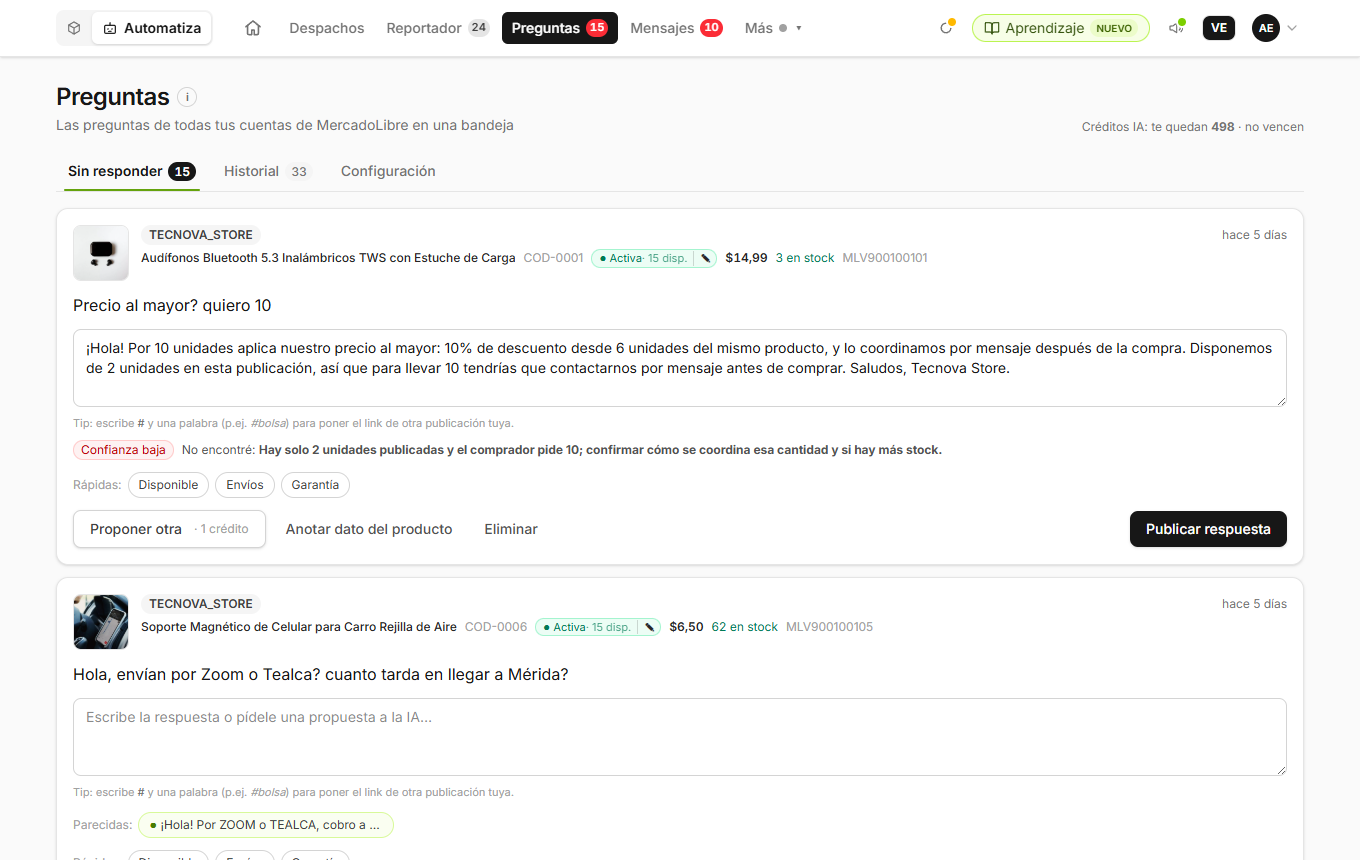 Automatiza
Despachos
Reportador 24
Preguntas 15
Mensajes 10
Más
Aprendizaje NUEVO
VE
AE
Preguntas i
Las preguntas de todas tus cuentas de MercadoLibre en una bandeja
Créditos IA: te quedan 498 · no vencen
Sin responder 15
Historial 33
Configuración
TECNOVA_STORE
hace 5 días
Audífonos Bluetooth 5.3 Inalámbricos TWS con Estuche de Carga COD-0001 Activa · 15 disp. $14,99 3 en stock MLV900100101
Precio al mayor? quiero 10
¡Hola! Por 10 unidades aplica nuestro precio al mayor: 10% de descuento desde 6 unidades del mismo producto, y lo coordinamos por mensaje después de la compra. Disponemos
de 2 unidades en esta publicación, así que para llevar 10 tendrías que contactarnos por mensaje antes de comprar. Saludos, Tecnova Store.
Tip: escribe # y una palabra (p.ej. #bolsa) para poner el link de otra publicación tuya.
Confianza baja No encontré: Hay solo 2 unidades publicadas y el comprador pide 10; confirmar cómo se coordina esa cantidad y si hay más stock.
Rápidas: Disponible Envíos Garantía
Proponer otra · 1 crédito Anotar dato del producto Eliminar Publicar respuesta
TECNOVA_STORE
hace 5 días
Soporte Magnético de Celular para Carro Rejilla de Aire COD-0006 Activa · 15 disp. $6,50 62 en stock MLV900100105
Hola, envían por Zoom o Tealca? cuanto tarda en llegar a Mérida?
Escribe la respuesta o pídele una propuesta a la IA...
Tip: escribe # y una palabra (p.ej. #bolsa) para poner el link de otra publicación tuya.
Parecidas: ¡Hola! Por ZOOM o TEALCA, cobro a ...